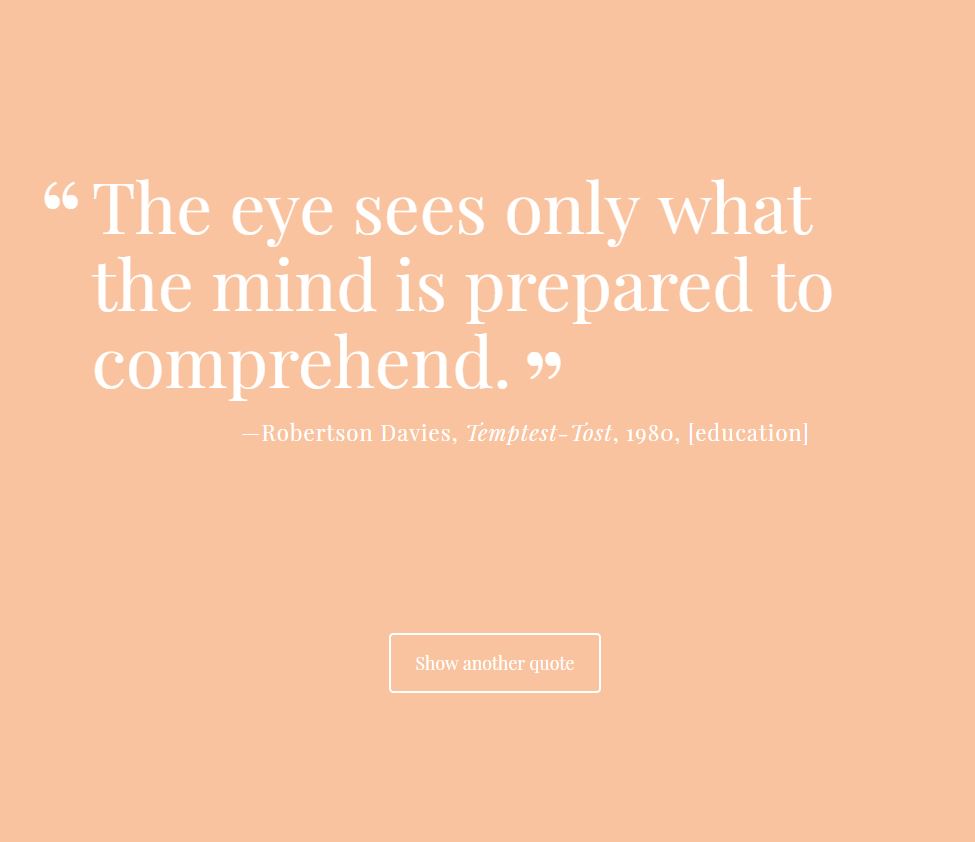 “The eye sees only what
the mind is prepared to
comprehend.”
—Robertson Davies, Temptest-Tost, 1980, [education]
Show another quote